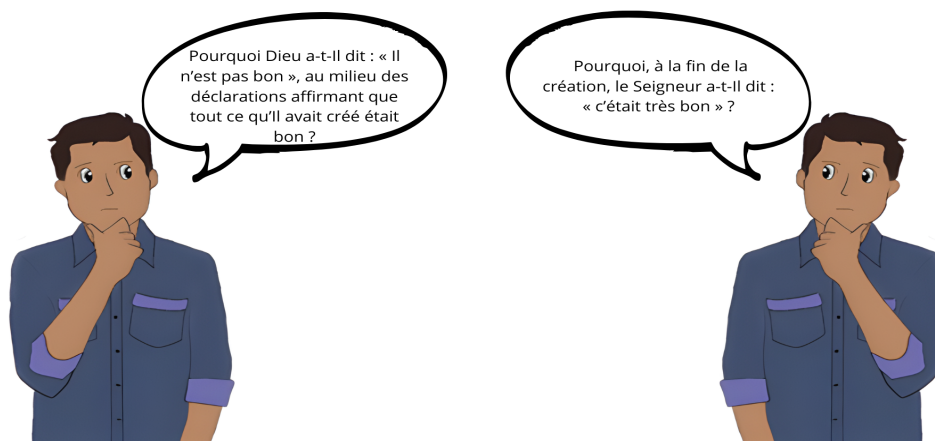 Pourquoi Dieu a-t-Il dit : « Il
n’est pas bon », au milieu des
déclarations affirmant que
tout ce qu’Il avait créé était
bon ?
Pourquoi, à la fin de la
création, le Seigneur a-t-Il dit :
« c’était très bon » ?